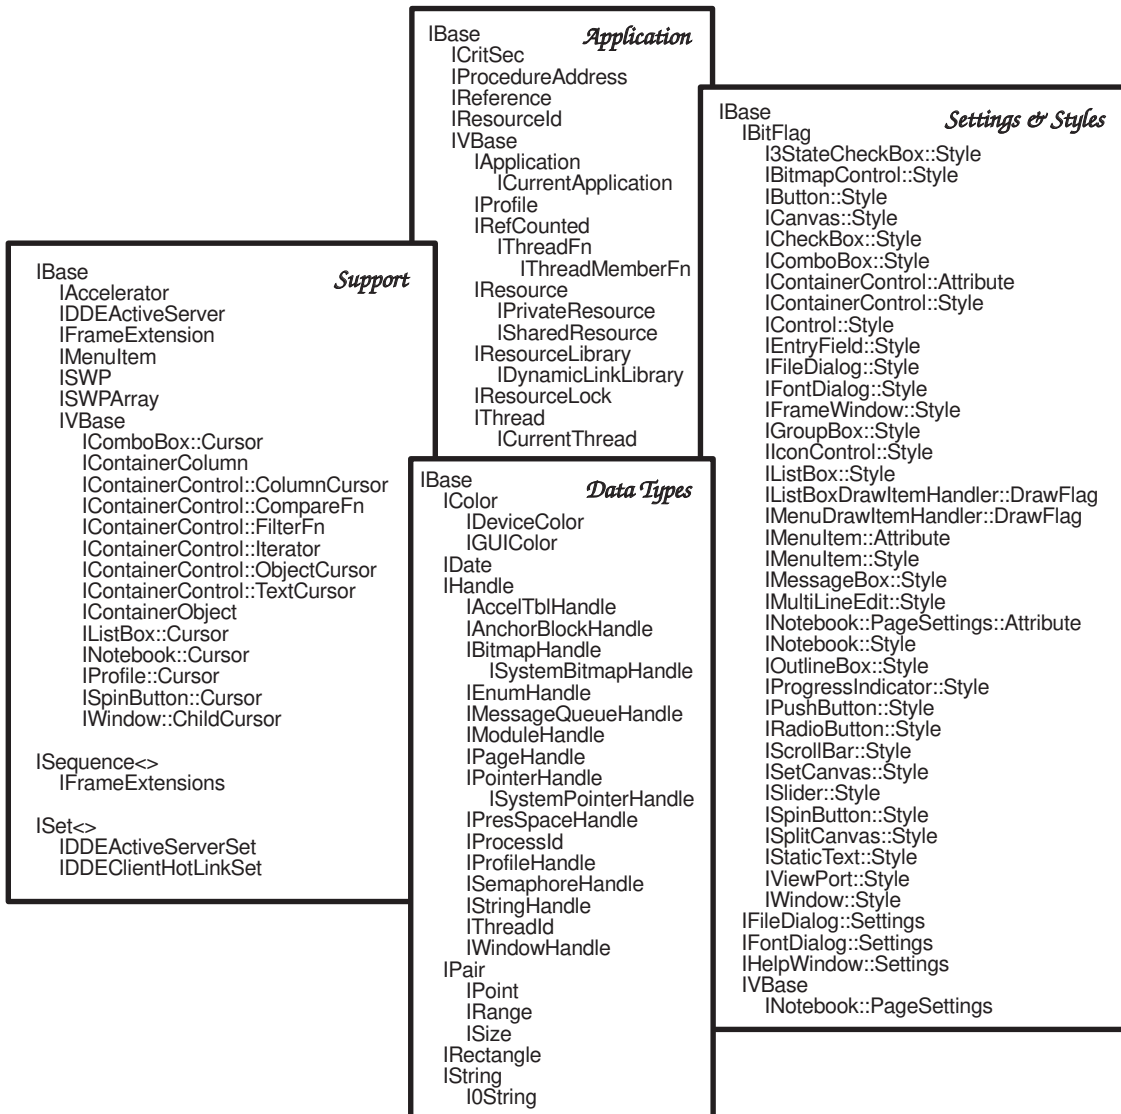 Application
IBase
ICritSec
IProcedureAddress
IReference
IResourceId
IVBase
IApplication
ICurrentApplication
IProfile
IRefCounted
IThreadFn
IThreadMemberFn
IResource
IPrivateResource
ISharedResource
IResourceLibrary
IDynamicLinkLibrary
IResourceLock
IThread
ICurrentThread
Settings & Styles
IBase
IBitFlag
I3StateCheckBox::Style
IBitmapControl::Style
IButton::Style
ICanvas::Style
ICheckBox::Style
IComboBox::Style
IContainerControl::Attribute
IContainerControl::Style
IControl::Style
IEntryField::Style
IFileDialog::Style
IFontDialog::Style
IFrameWindow::Style
IGroupBox::Style
IIconControl::Style
IListBox::Style
IListBoxDrawItemHandler::DrawFlag
IMenuDrawItemHandler::DrawFlag
IMenuItem::Attribute
IMenuItem::Style
IMessageBox::Style
IMultiLineEdit::Style
INotebook::PageSettings::Attribute
INotebook::Style
IOutlineBox::Style
IProgressIndicator::Style
IPushButton::Style
IRadioButton::Style
IScrollBar::Style
ISetCanvas::Style
ISlider::Style
ISpinButton::Style
ISplitCanvas::Style
IStaticText::Style
IViewPort::Style
IWindow::Style
IFileDialog::Settings
IFontDialog::Settings
IHelpWindow::Settings
IVBase
INotebook::PageSettings
Support
IBase
IAccelerator
IDDEActiveServer
IFrameExtension
IMenuItem
ISWP
ISWPArray
IVBase
IComboBox::Cursor
IContainerColumn
IContainerControl::ColumnCursor
IContainerControl::CompareFn
IContainerControl::FilterFn
IContainerControl::Iterator
IContainerControl::ObjectCursor
IContainerControl::TextCursor
IContainerObject
IListBox::Cursor
INotebook::Cursor
IProfile::Cursor
ISpinButton::Cursor
IWindow::ChildCursor
ISequence<>
IFrameExtensions
ISet<>
IDDEActiveServerSet
IDDEClientHotLinkSet
Data Types
IBase
IColor
IDeviceColor
IGUIColor
IDate
IHandle
IAccelTblHandle
IAnchorBlockHandle
IBitmapHandle
ISystemBitmapHandle
IEnumHandle
IMessageQueueHandle
IModuleHandle
IPageHandle
IPointerHandle
ISystemPointerHandle
IPresSpaceHandle
IProcessId
IProfileHandle
ISemaphoreHandle
IStringHandle
IThreadId
IWindowHandle
IPair
IPoint
IRange
ISize
IRectangle
IString
I0String